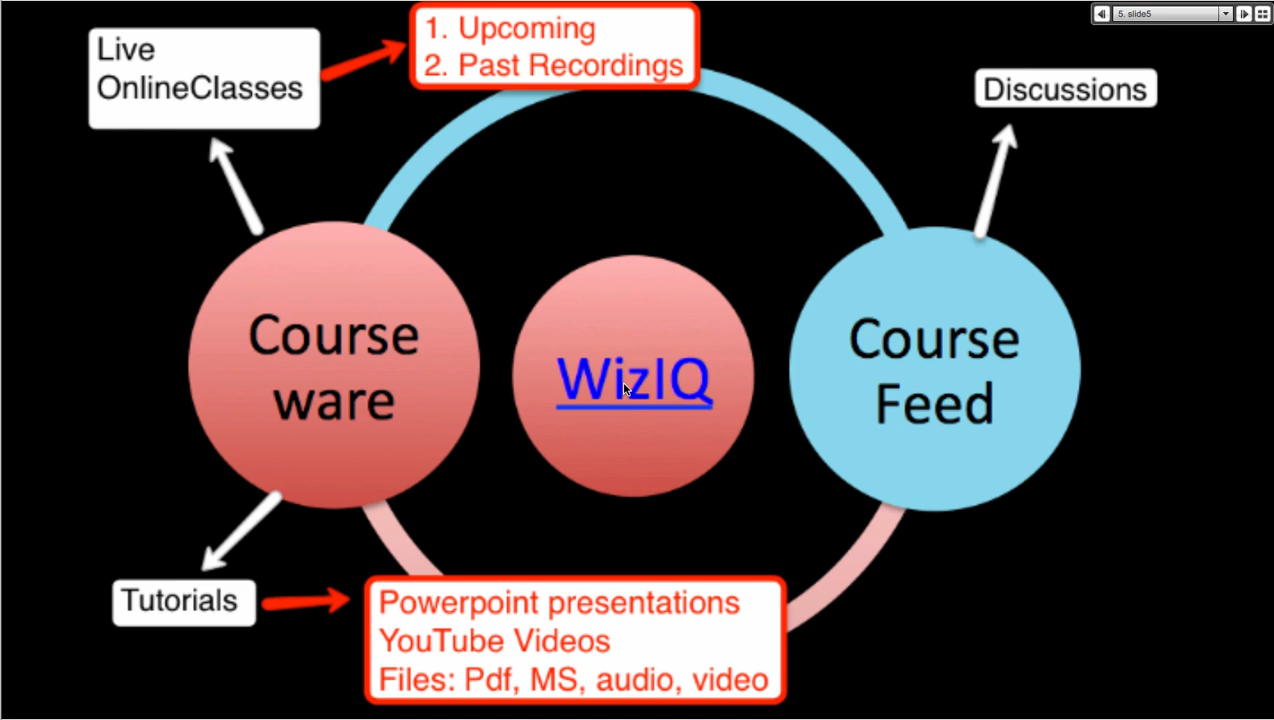 5. slide5
Live
OnlineClasses
1. Upcoming
2. Past Recordings
Discussions
Course
ware
WizIQ
Course
Feed
Tutorials
Powerpoint presentations
YouTube Videos
Files: Pdf, MS, audio, video